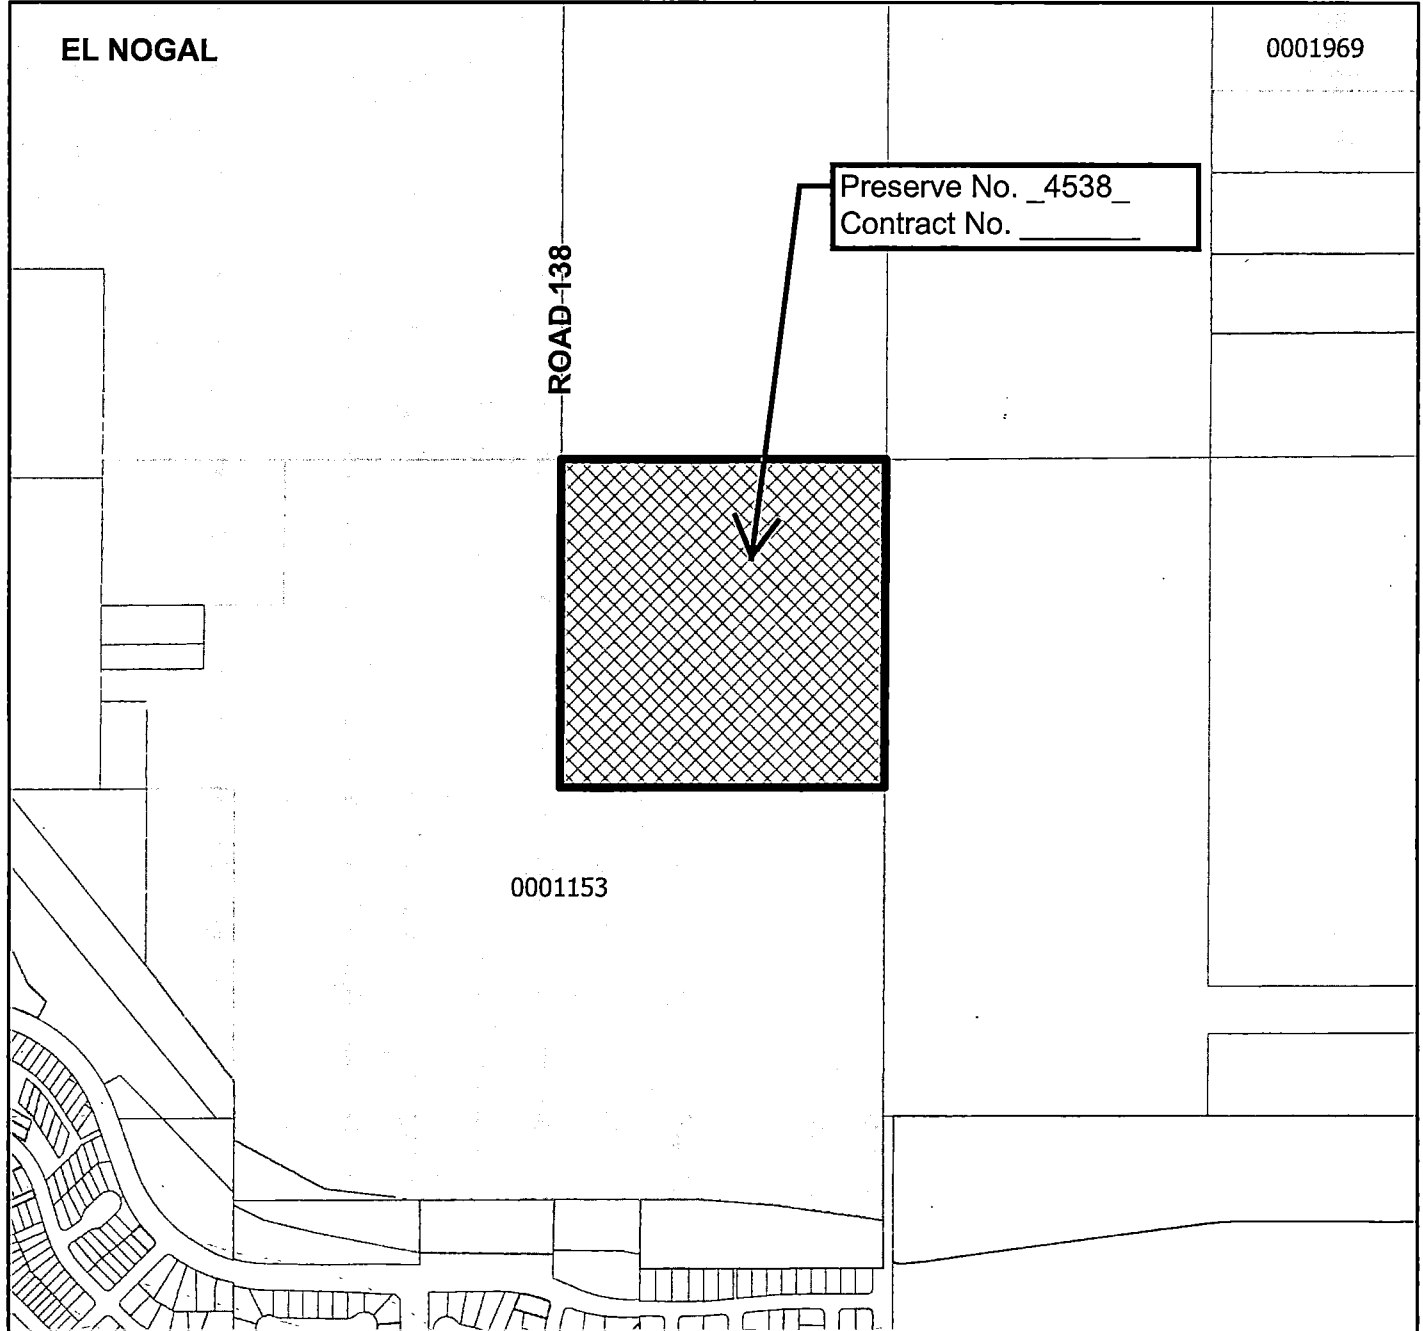 EL NOGAL
0001969
Preserve No. _4538_
Contract No. ________
ROAD 138
0001153